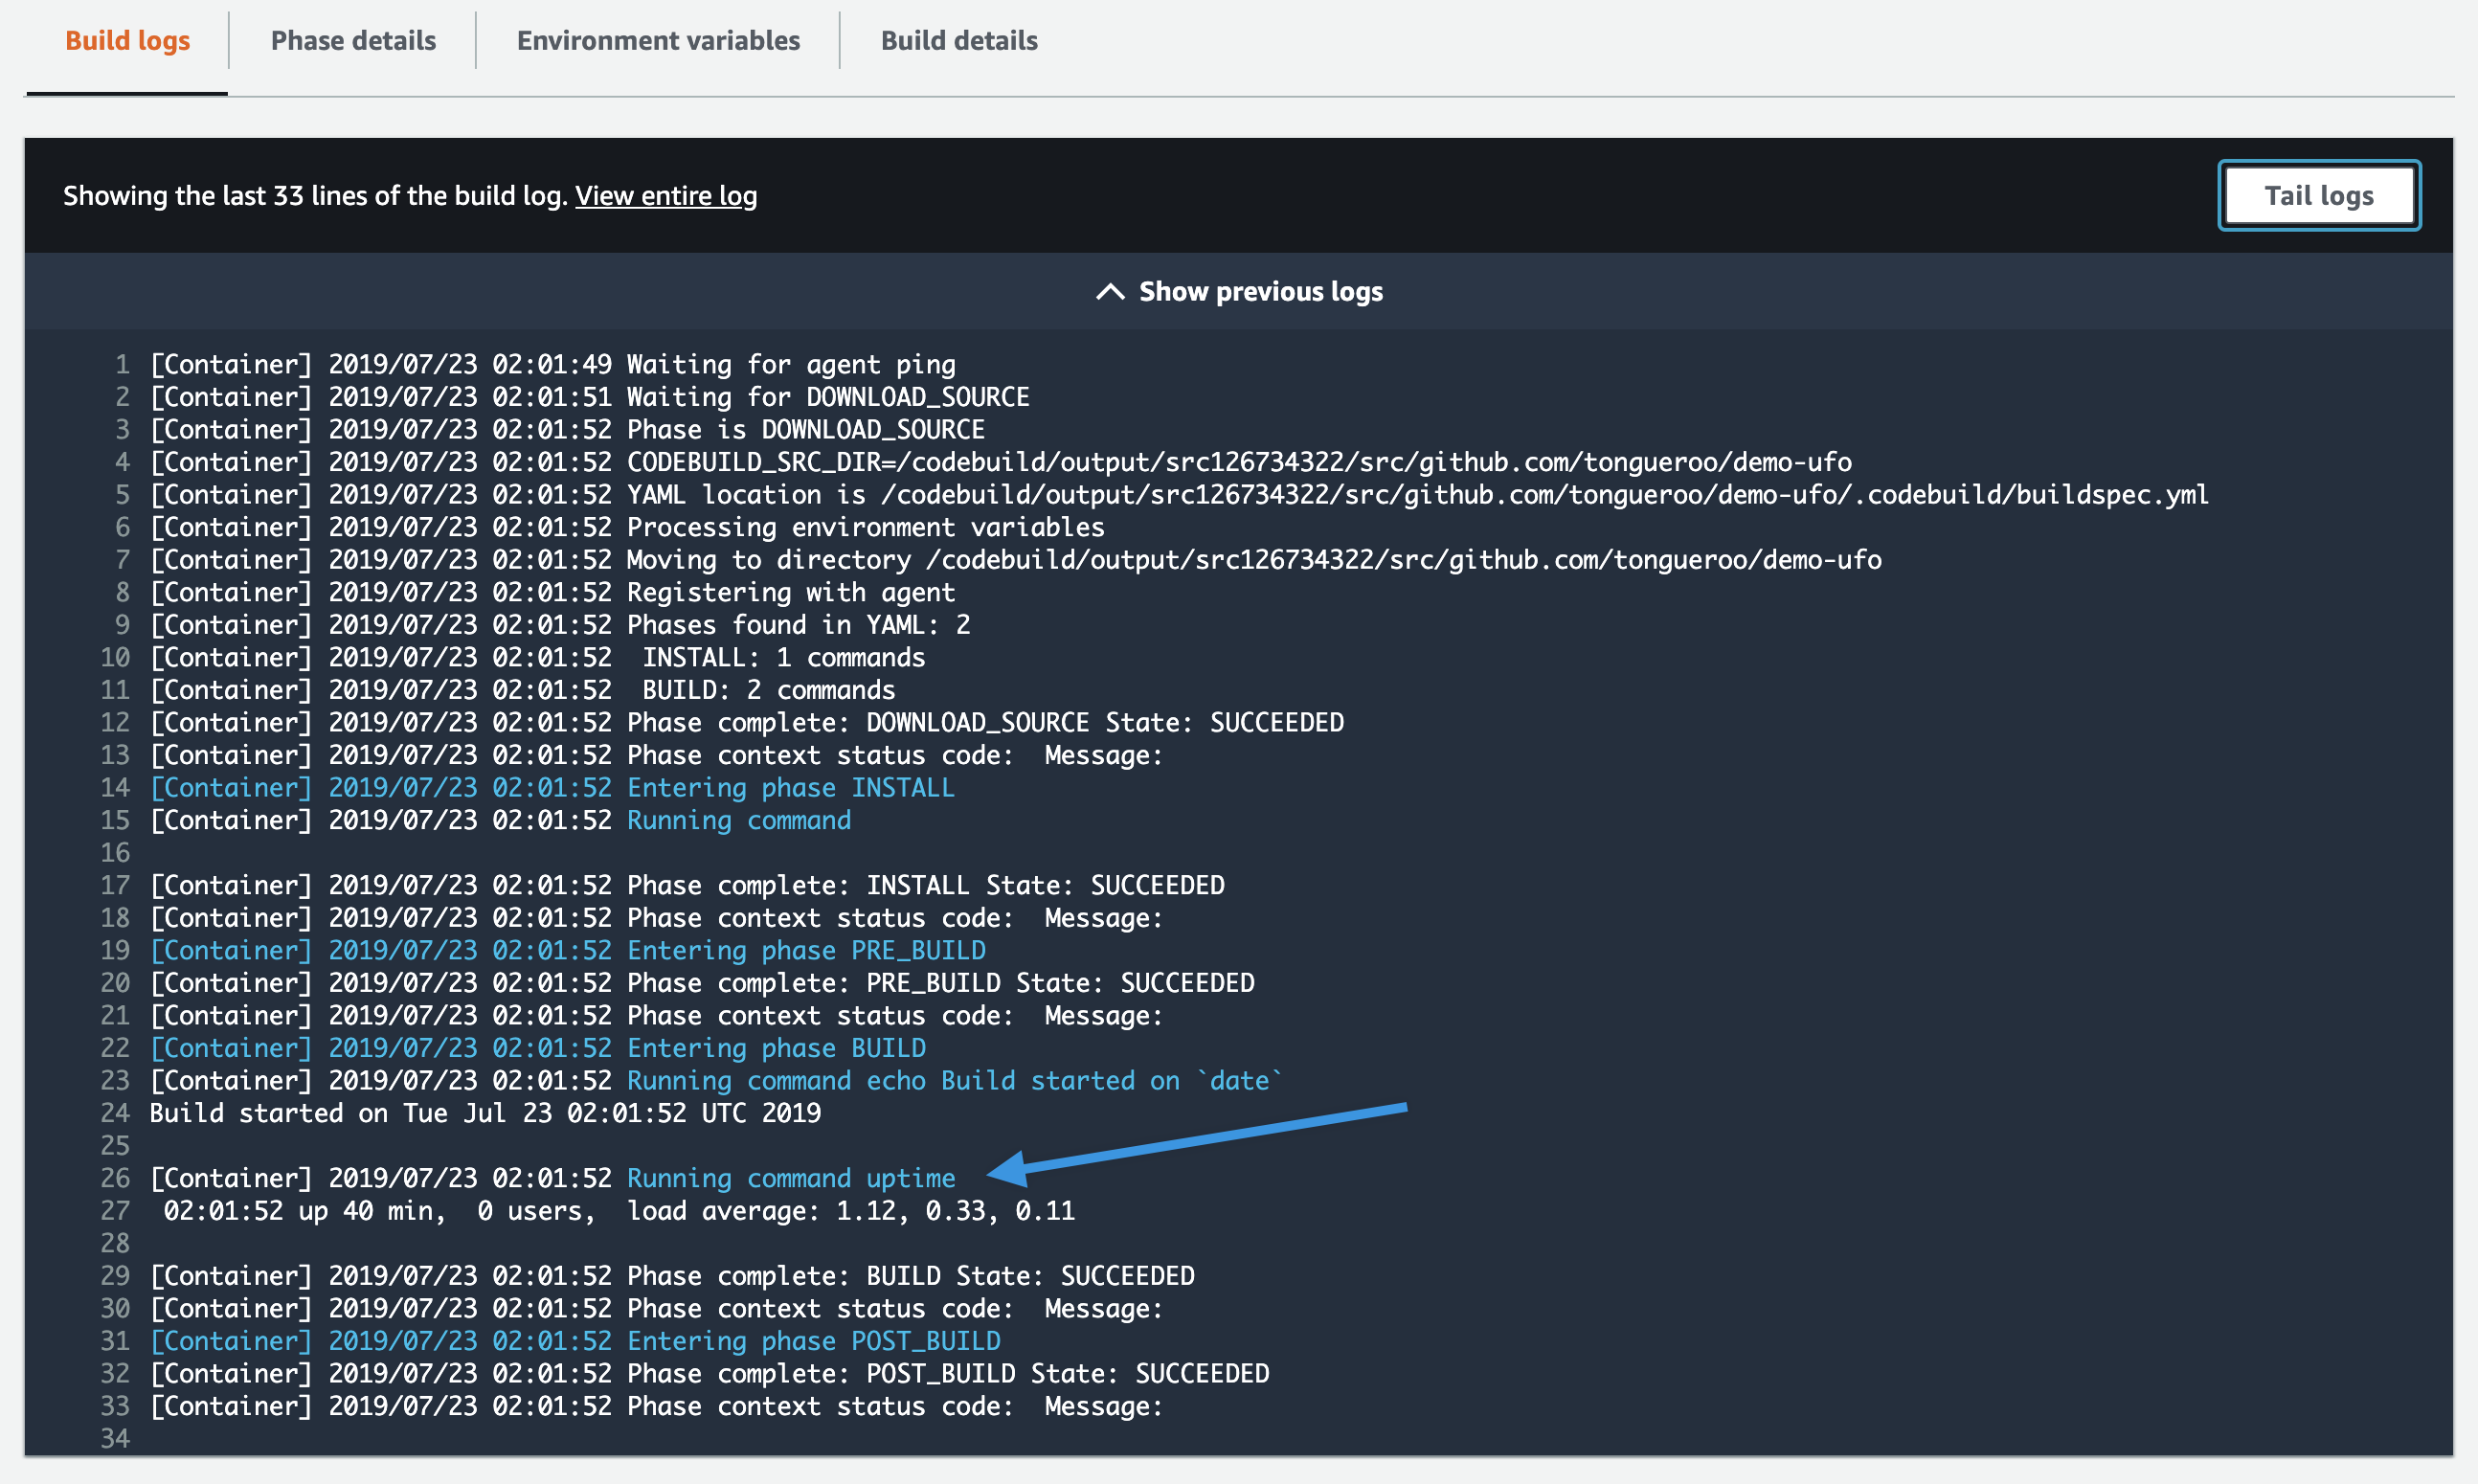 Build logs Phase details Environment variables Build details
Showing the last 33 lines of the build log. View entire log Tail logs
Show previous logs
1 [Container] 2019/07/23 02:01:49 Waiting for agent ping
2 [Container] 2019/07/23 02:01:51 Waiting for DOWNLOAD_SOURCE
3 [Container] 2019/07/23 02:01:52 Phase is DOWNLOAD_SOURCE
4 [Container] 2019/07/23 02:01:52 CODEBUILD_SRC_DIR=/codebuild/output/src126734322/src/github.com/tongueroo/demo-ufo
5 [Container] 2019/07/23 02:01:52 YAML location is /codebuild/output/src126734322/src/github.com/tongueroo/demo-ufo/.codebuild/buildspec.yml
6 [Container] 2019/07/23 02:01:52 Processing environment variables
7 [Container] 2019/07/23 02:01:52 Moving to directory /codebuild/output/src126734322/src/github.com/tongueroo/demo-ufo
8 [Container] 2019/07/23 02:01:52 Registering with agent
9 [Container] 2019/07/23 02:01:52 Phases found in YAML: 2
10 [Container] 2019/07/23 02:01:52  INSTALL: 1 commands
11 [Container] 2019/07/23 02:01:52  BUILD: 2 commands
12 [Container] 2019/07/23 02:01:52 Phase complete: DOWNLOAD_SOURCE State: SUCCEEDED
13 [Container] 2019/07/23 02:01:52 Phase context status code:  Message:
14 [Container] 2019/07/23 02:01:52 Entering phase INSTALL
15 [Container] 2019/07/23 02:01:52 Running command
16
17 [Container] 2019/07/23 02:01:52 Phase complete: INSTALL State: SUCCEEDED
18 [Container] 2019/07/23 02:01:52 Phase context status code:  Message:
19 [Container] 2019/07/23 02:01:52 Entering phase PRE_BUILD
20 [Container] 2019/07/23 02:01:52 Phase complete: PRE_BUILD State: SUCCEEDED
21 [Container] 2019/07/23 02:01:52 Phase context status code:  Message:
22 [Container] 2019/07/23 02:01:52 Entering phase BUILD
23 [Container] 2019/07/23 02:01:52 Running command echo Build started on `date`
24 Build started on Tue Jul 23 02:01:52 UTC 2019
25
26 [Container] 2019/07/23 02:01:52 Running command uptime
27  02:01:52 up 40 min,  0 users,  load average: 1.12, 0.33, 0.11
28
29 [Container] 2019/07/23 02:01:52 Phase complete: BUILD State: SUCCEEDED
30 [Container] 2019/07/23 02:01:52 Phase context status code:  Message:
31 [Container] 2019/07/23 02:01:52 Entering phase POST_BUILD
32 [Container] 2019/07/23 02:01:52 Phase complete: POST_BUILD State: SUCCEEDED
33 [Container] 2019/07/23 02:01:52 Phase context status code:  Message:
34